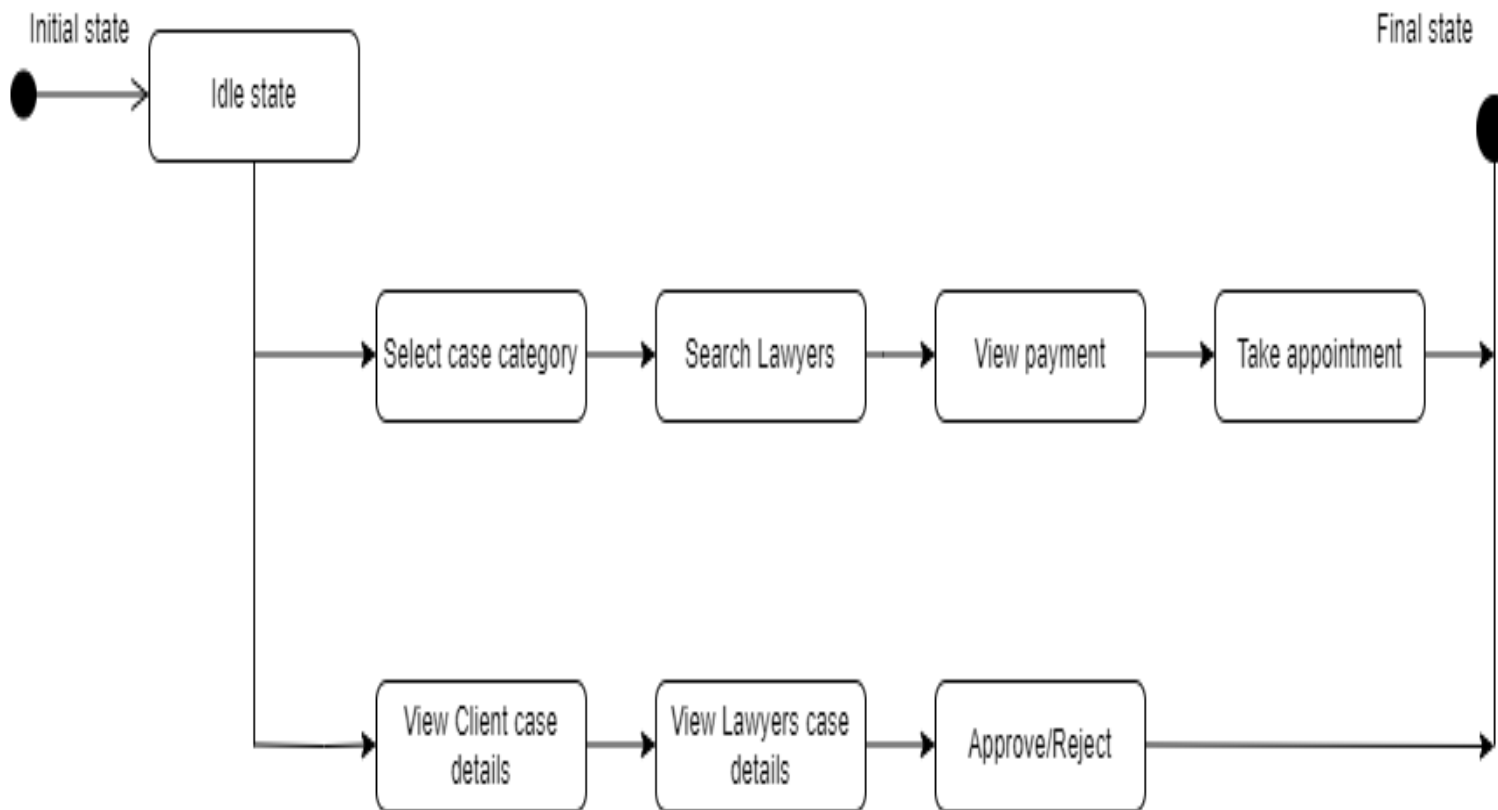 Initial state
Final state
Idle state
Select case category
Search Lawyers
View payment
Take appointment
View Client case
details
View Lawyers case
details
Approve/Reject